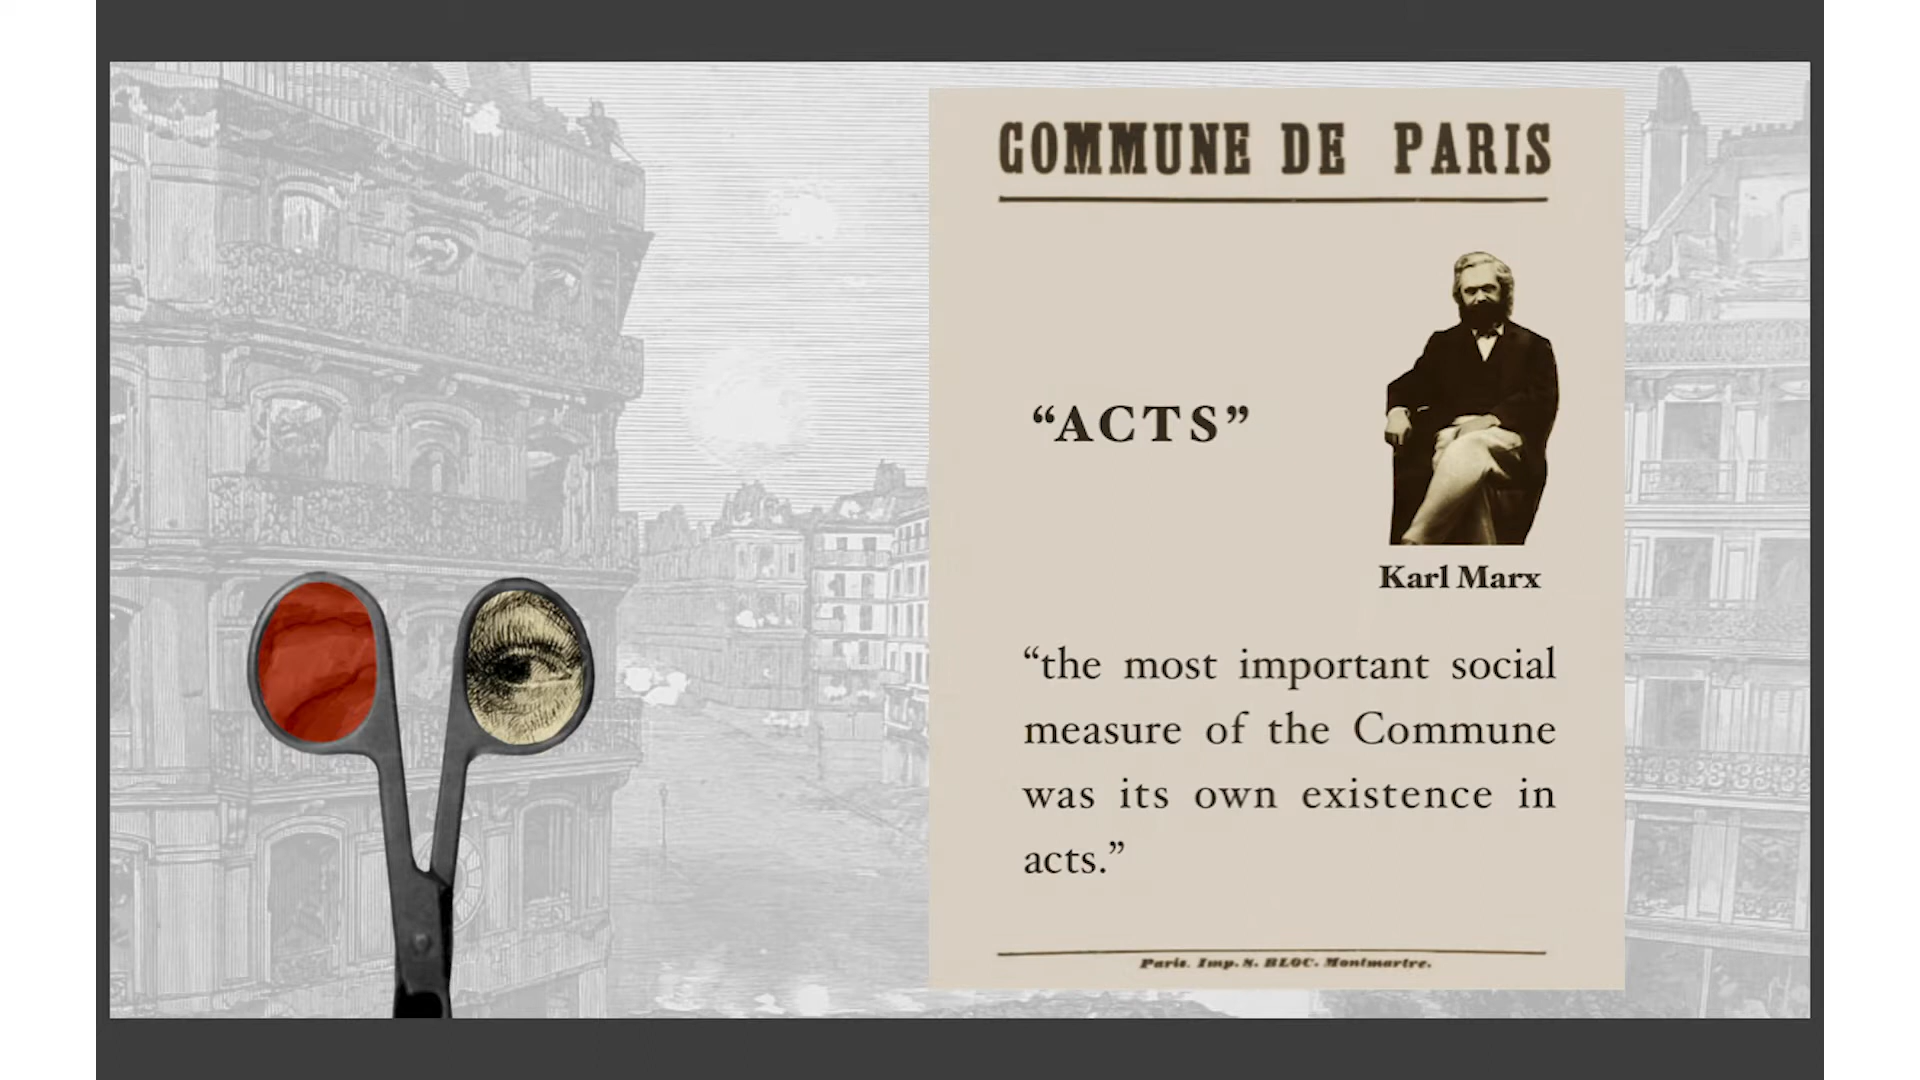 COMMUNE DE PARIS
“ACTS”
Karl Marx
“the most important social
measure of the Commune
was its own existence in
acts.”
Paris. Imp. S. BLOC. Montmartre.